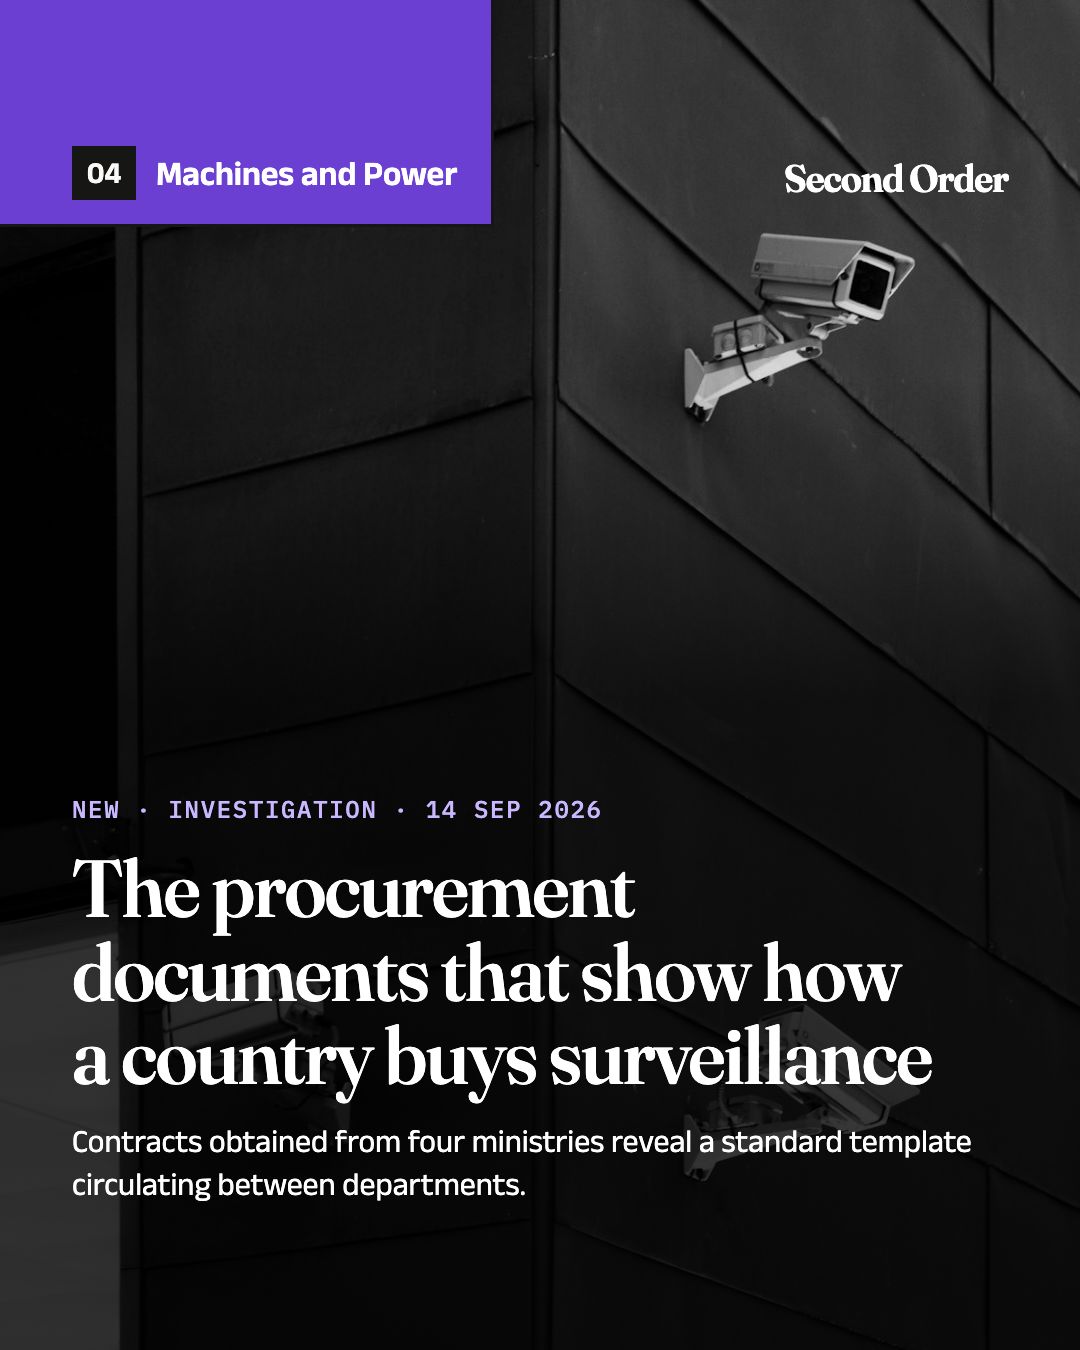 04 Machines and Power
Second Order
NEW · INVESTIGATION · 14 SEP 2026
The procurement
documents that show how
a country buys surveillance
Contracts obtained from four ministries reveal a standard template
circulating between departments.